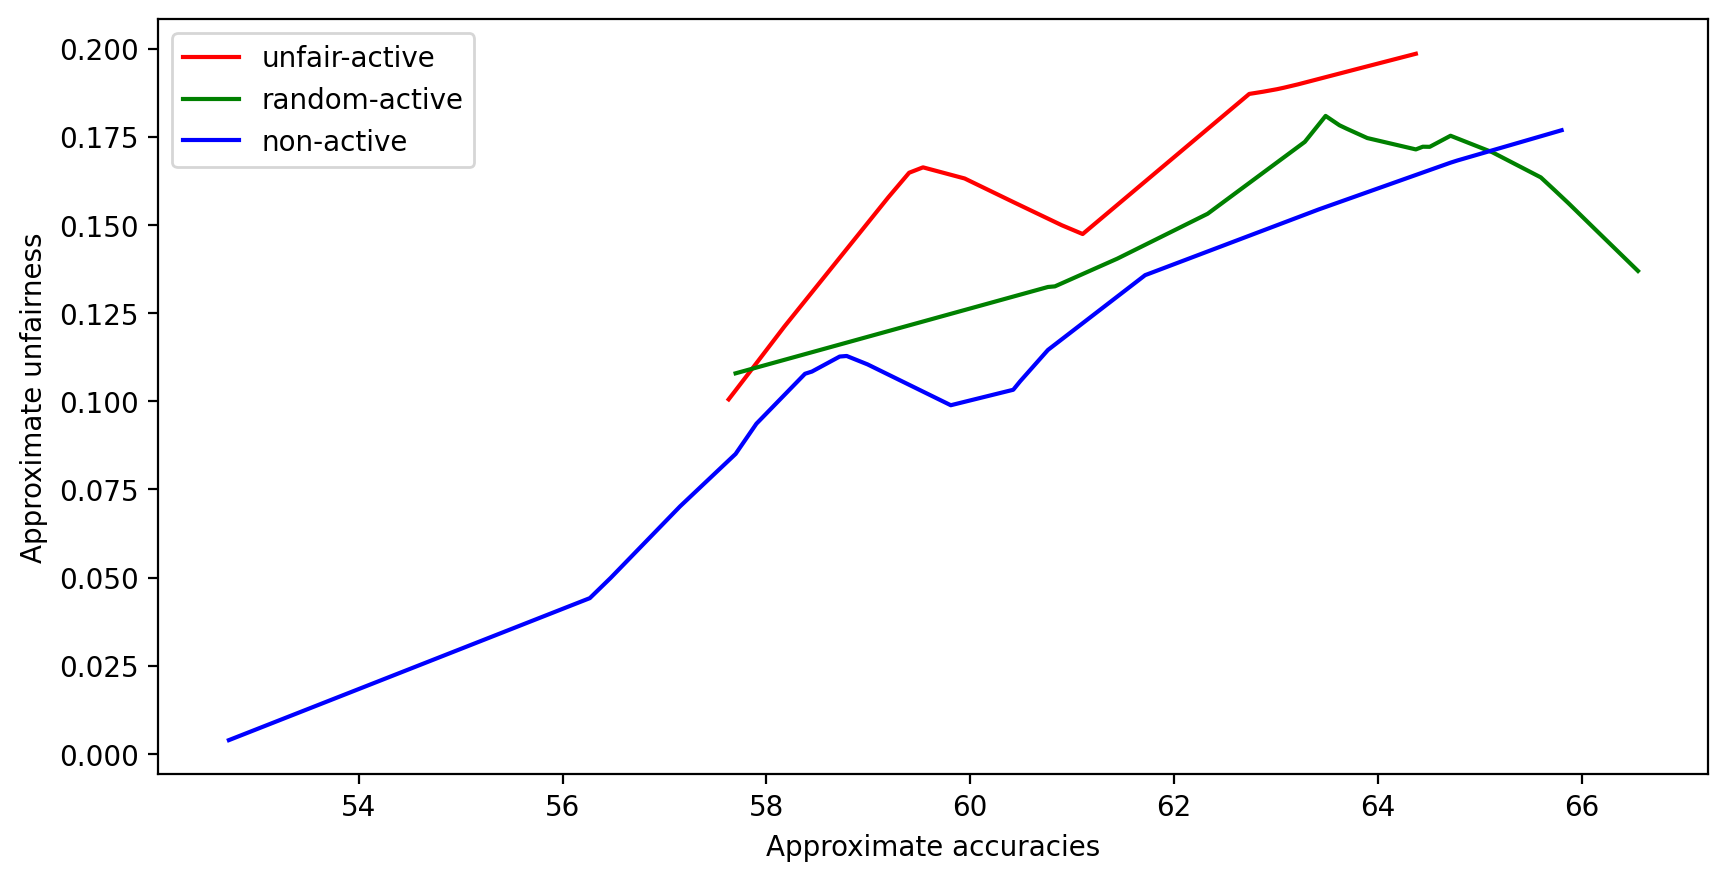 unfair-active
random-active
non-active
Approximate unfairness
0.200
0.175
0.150
0.125
0.100
0.075
0.050
0.025
0.000
54 56 58 60 62 64 66
Approximate accuracies